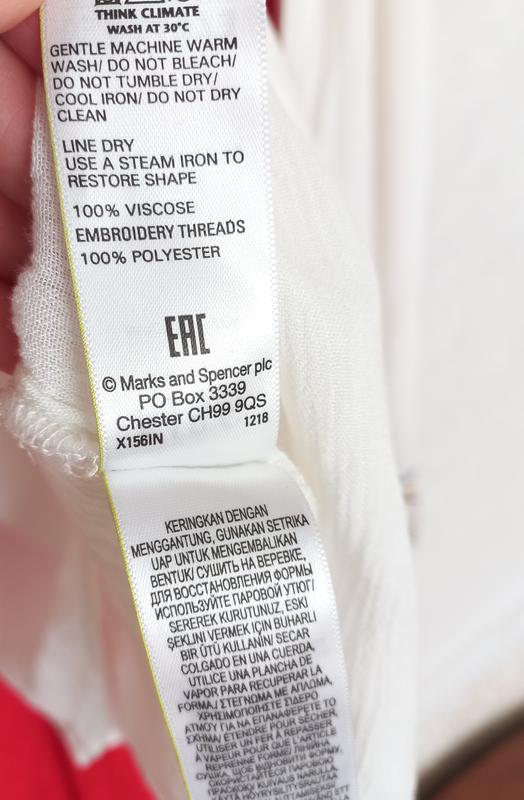 THINK CLIMATE
WASH AT 30°C
GENTLE MACHINE WARM
WASH/ DO NOT BLEACH/
DO NOT TUMBLE DRY/
COOL IRON/ DO NOT DRY
CLEAN
LINE DRY
USE A STEAM IRON TO
RESTORE SHAPE
100% VISCOSE
EMBROIDERY THREADS
100% POLYESTER
EAC
© Marks and Spencer plc
PO Box 3339
Chester CH99 9QS
X156IN 1218
KERINGKAN DENGAN
MENGGANTUNG, GUNAKAN SETRIKA
UAP UNTUK MENGEMBALIKAN
BENTUK/ СУШИТЬ НА ВЕРЕВКЕ,
ДЛЯ ВОССТАНОВЛЕНИЯ ФОРМЫ
ИСПОЛЬЗУЙТЕ ПАРОВОЙ УТЮГ/
SEREREK KURUTUNUZ, ESKI
ŞEKLİNİ VERMEK İÇİN BUHARLI
BIR ÜTÜ KULLANİN SECAR
COLGADO EN UNA CUERDA.
UTILICE UNA PLANCHA DE
VAPOR PARA RECUPERAR LA
FORMA./ ΣΤΕΓΝΩΜΑ ΜΕ ΑΠΛΩΜΑ,
ΧΡΗΣΙΜΟΠΟΙΗΣΤΕ ΣΙΔΕΡΟ
ΑΤΜΟΥ ΓΙΑ ΝΑ ΕΠΑΝΑΦΕΡΕΤΕ ΤΟ
ΣΧΗΜΑ/ ÉTENDRE POUR SÉCHER,
UTILISER UN FER À REPASSER
À VAPEUR POUR QUE L'ARTICLE
REPRENNE FORME/